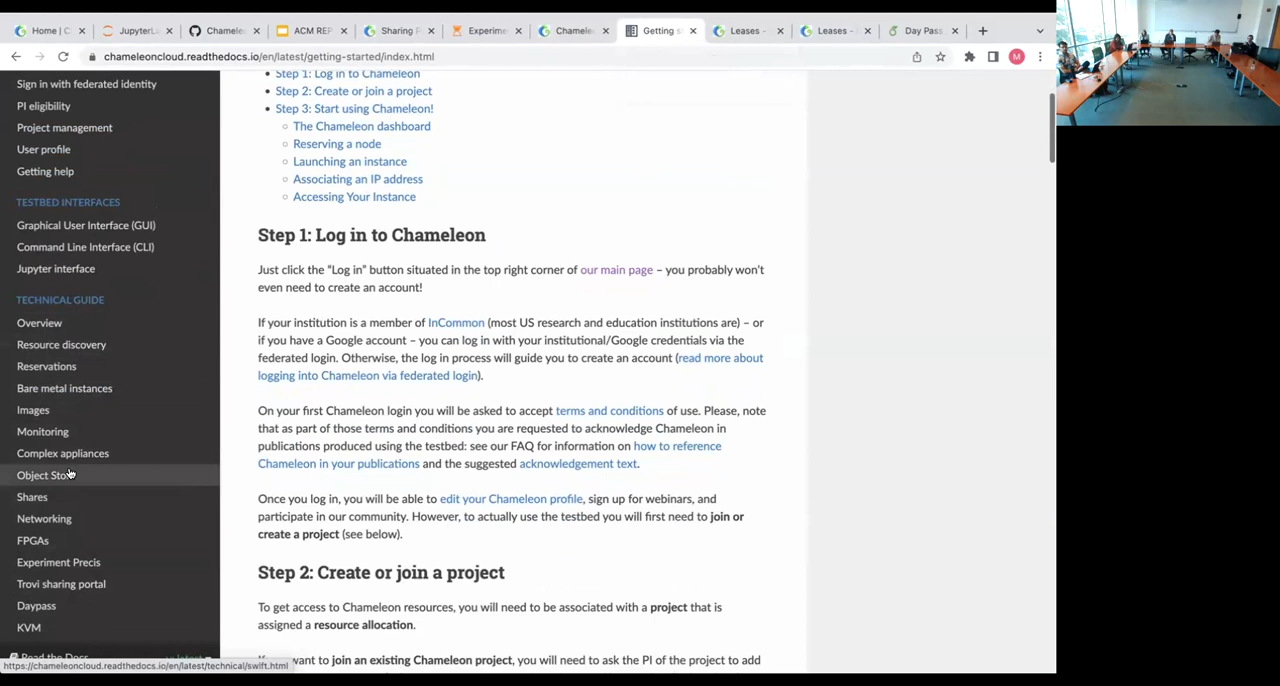 Home | C
JupyterL
Chamele
ACM REP
Sharing
Experime
Chamele
Getting s
Leases -
Leases -
Day Pass
chameleoncloud.readthedocs.io/en/latest/getting-started/index.html
M
Sign in with federated identity
PI eligibility
Project management
User profile
Getting help
TESTBED INTERFACES
Graphical User Interface (GUI)
Command Line Interface (CLI)
Jupyter interface
TECHNICAL GUIDE
Overview
Resource discovery
Reservations
Bare metal instances
Images
Monitoring
Complex appliances
Object Sto
Shares
Networking
FPGAs
Experiment Precis
Trovi sharing portal
Daypass
KVM
Read the Docs
https://chameleoncloud.readthedocs.io/en/latest/technical/swift.html
Step 1: Log in to Chameleon
Step 2: Create or join a project
Step 3: Start using Chameleon!
The Chameleon dashboard
Reserving a node
Launching an instance
Associating an IP address
Accessing Your Instance
Step 1: Log in to Chameleon
Just click the “Log in” button situated in the top right corner of our main page – you probably won’t
even need to create an account!
If your institution is a member of InCommon (most US research and education institutions are) – or
if you have a Google account – you can log in with your institutional/Google credentials via the
federated login. Otherwise, the log in process will guide you to create an account (read more about
logging into Chameleon via federated login).
On your first Chameleon login you will be asked to accept terms and conditions of use. Please, note
that as part of those terms and conditions you are requested to acknowledge Chameleon in
publications produced using the testbed: see our FAQ for information on how to reference
Chameleon in your publications and the suggested acknowledgement text.
Once you log in, you will be able to edit your Chameleon profile, sign up for webinars, and
participate in our community. However, to actually use the testbed you will first need to join or
create a project (see below).
Step 2: Create or join a project
To get access to Chameleon resources, you will need to be associated with a project that is
assigned a resource allocation.
want to join an existing Chameleon project, you will need to ask the PI of the project to add